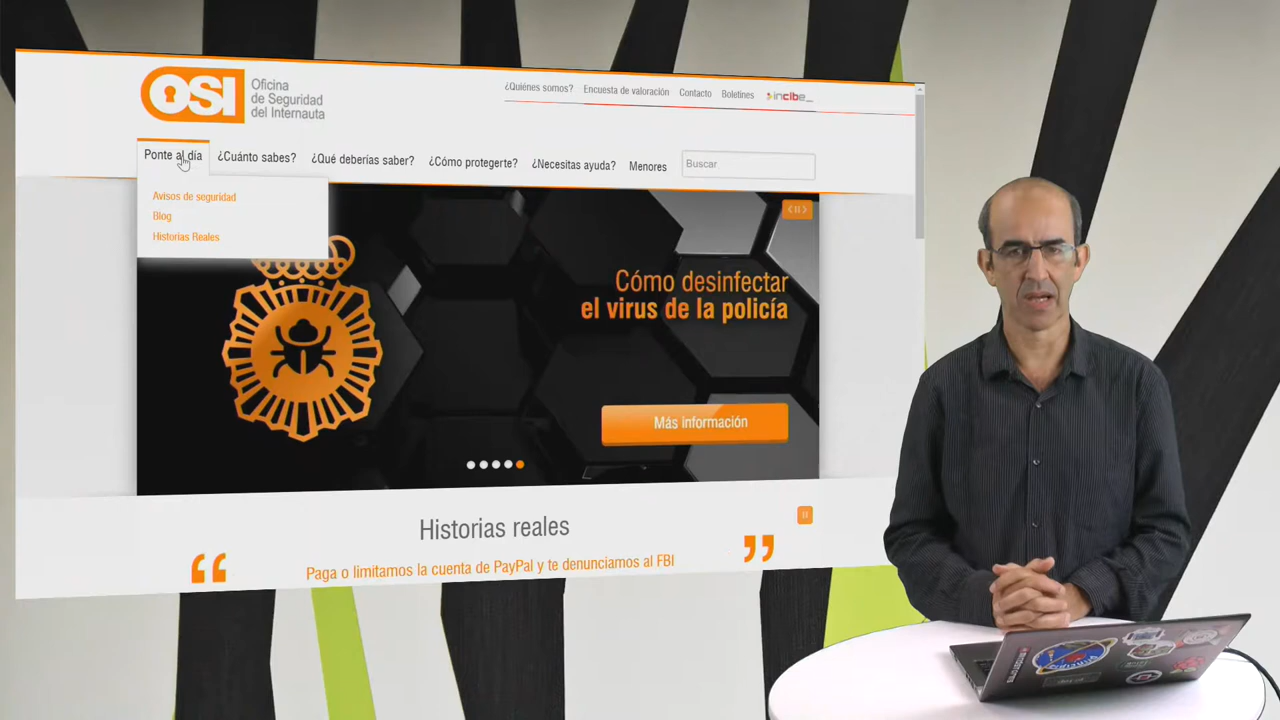 OSI
Oficina
de Seguridad
del Internauta
¿Quiénes somos? Encuesta de valoración Contacto Boletines incibe_
Ponte al día ¿Cuánto sabes? ¿Qué deberías saber? ¿Cómo protegerte? ¿Necesitas ayuda? Menores Buscar
Avisos de seguridad
Blog
Historias Reales
Cómo desinfectar
el virus de la policía
Más información
Historias reales
“ ”
Paga o limitamos la cuenta de PayPal y te denunciamos al FBI